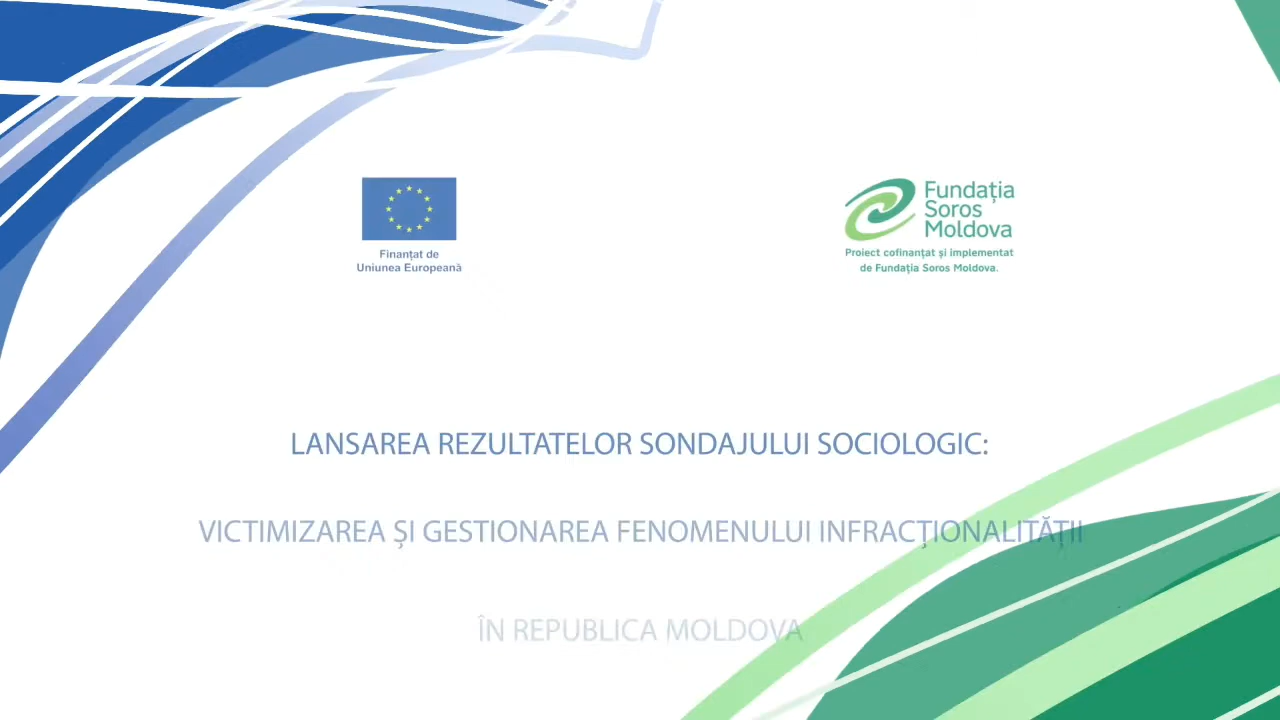 Finanțat de
Uniunea Europeană
Fundația
Soros
Moldova
Proiect cofinanțat și implementat
de Fundația Soros Moldova.
LANSAREA REZULTATELOR SONDAJULUI SOCIOLOGIC:
VICTIMIZAREA ȘI GESTIONAREA FENOMENULUI INFRACȚIONALITĂȚII
ÎN REPUBLICA MOLDOVA